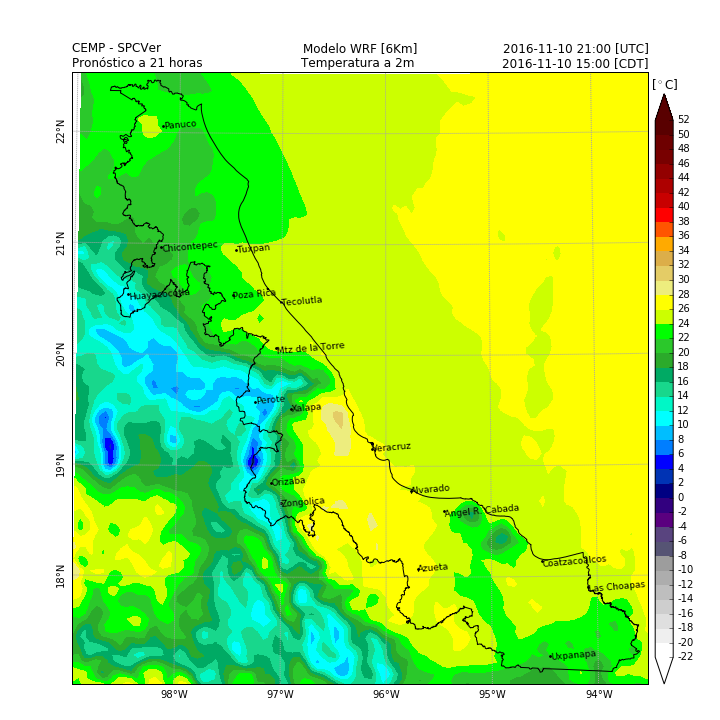 CEMP - SPCVer Modelo WRF [6Km] 2016-11-10 21:00 [UTC]
Pronóstico a 21 horas Temperatura a 2m 2016-11-10 15:00 [CDT]
[°C]
52
50
48
46
44
42
40
38
36
34
32
30
28
26
24
22
20
18
16
14
12
10
8
6
4
2
0
-2
-4
-6
-8
-10
-12
-14
-16
-18
-20
-22
22°N
21°N
20°N
19°N
18°N
Panuco
Chicontepec
Tuxpan
Huayacocotla
Poza Rica
Tecolutla
Mtz de la Torre
Perote
Xalapa
Veracruz
Orizaba
Alvarado
Zongolica
Angel R. Cabada
Azueta
Coatzacoalcos
Las Choapas
Uxpanapa
98°W 97°W 96°W 95°W 94°W